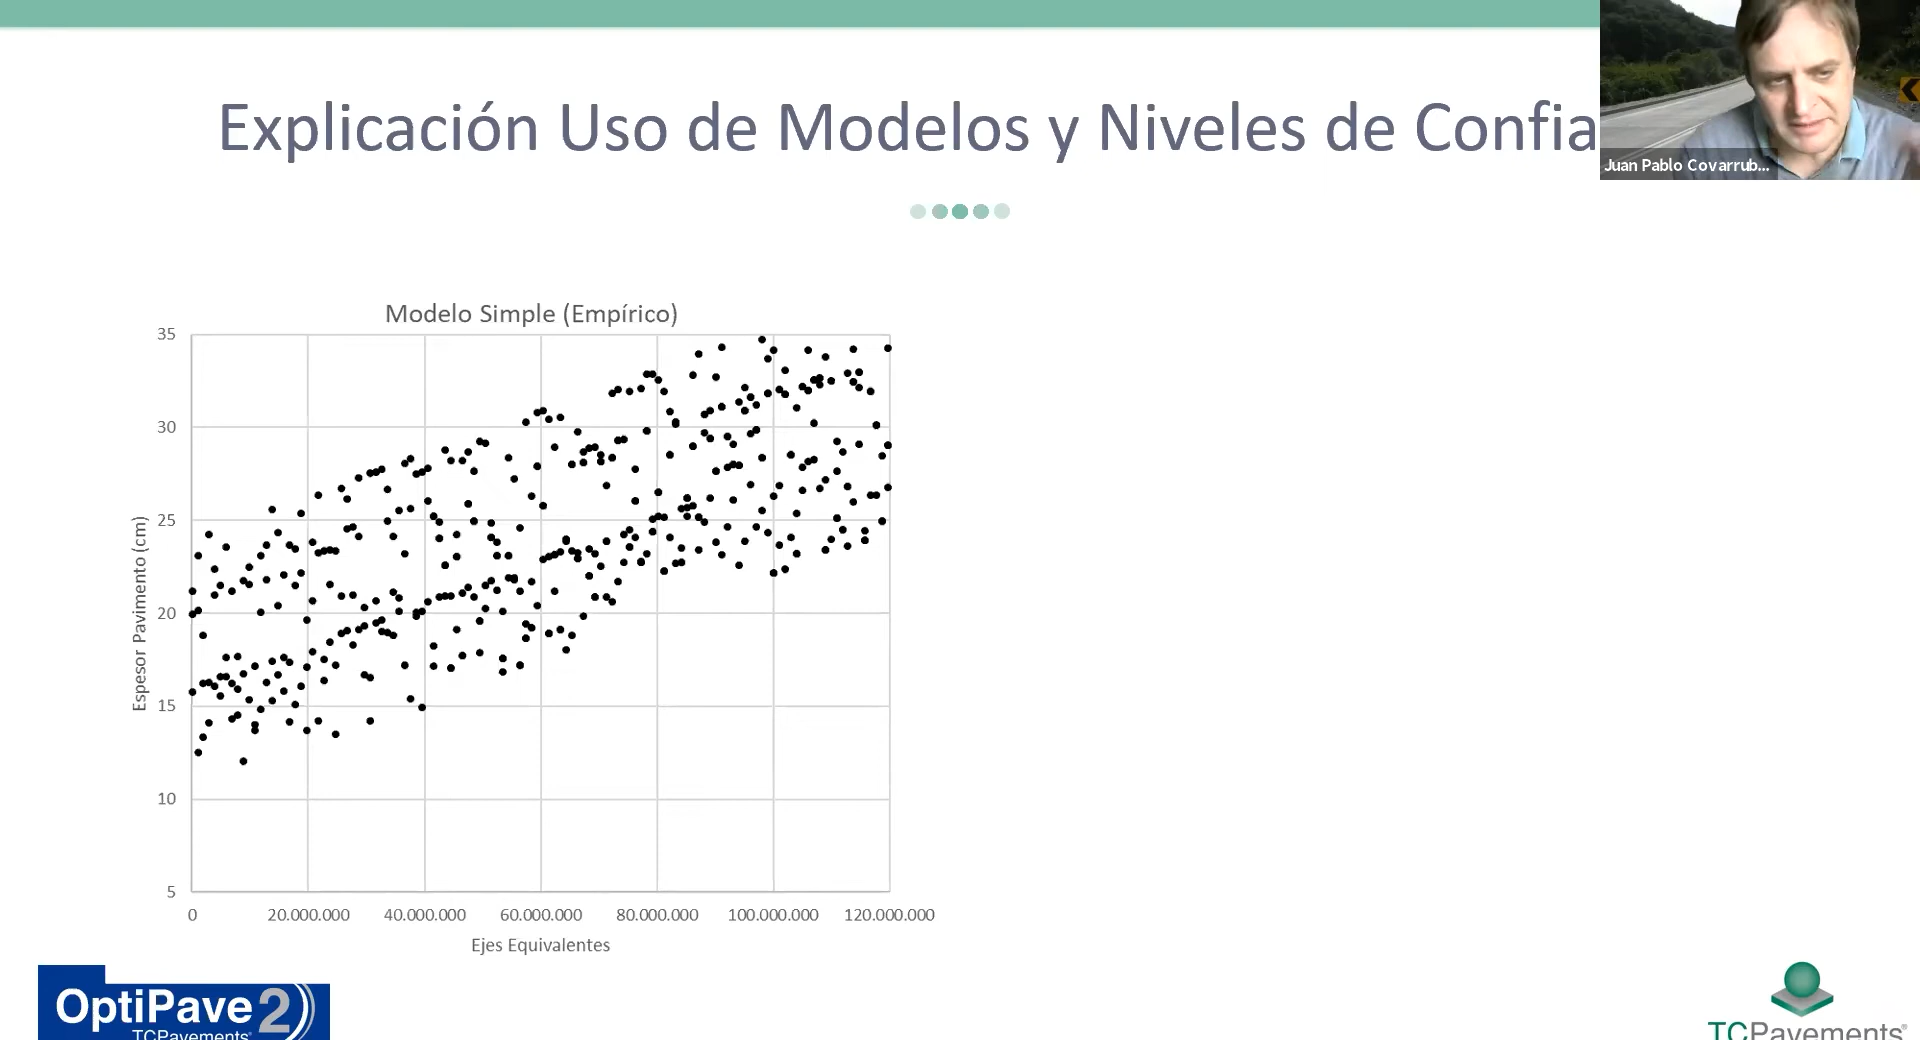 Explicación Uso de Modelos y Niveles de Confia
Juan Pablo Covarrub...
Modelo Simple (Empírico)
35
30
25
20
15
10
5
Espesor Pavimento (cm)
0 20.000.000 40.000.000 60.000.000 80.000.000 100.000.000 120.000.000
Ejes Equivalentes
OptiPave 2
TCPavements
TCPavements®